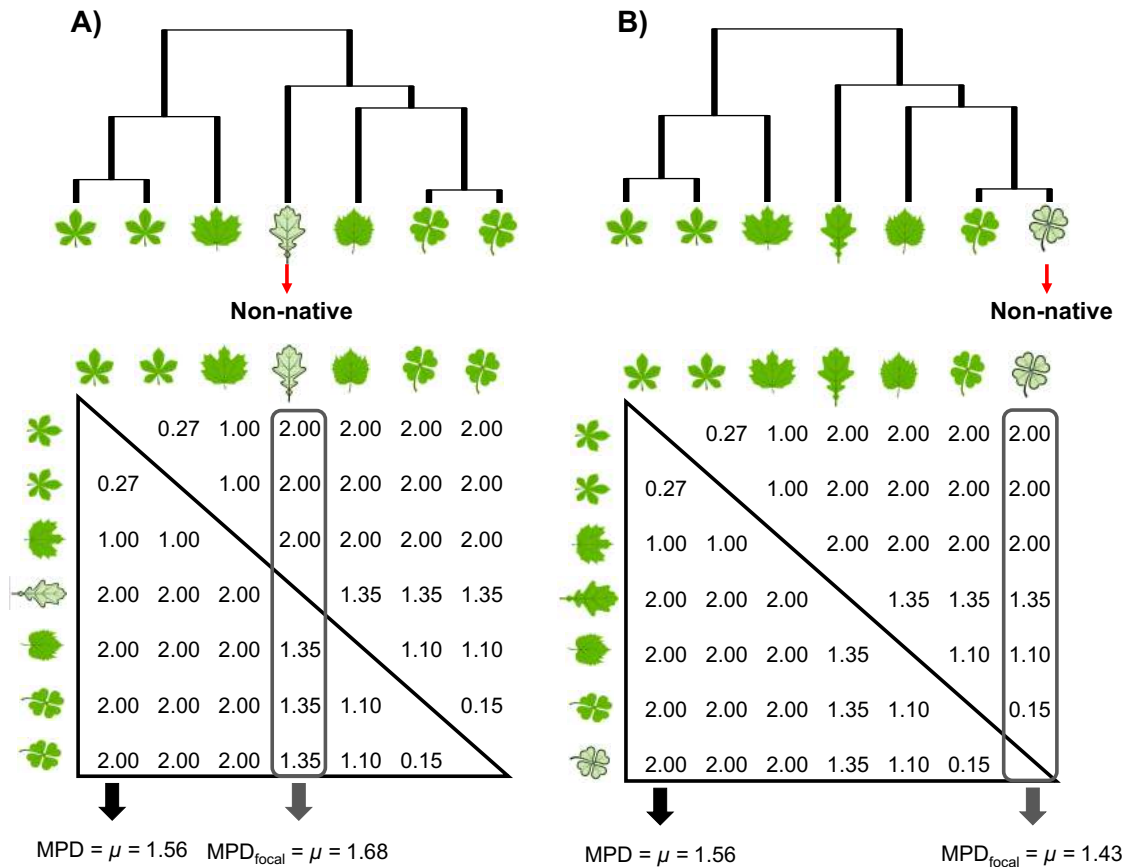 A)
Non-native
0.27 1.00 2.00 2.00 2.00 2.00
0.27 1.00 2.00 2.00 2.00 2.00
1.00 1.00 2.00 2.00 2.00 2.00
2.00 2.00 2.00 1.35 1.35 1.35
2.00 2.00 2.00 1.35 1.10 1.10
2.00 2.00 2.00 1.35 1.10 0.15
2.00 2.00 2.00 1.35 1.10 0.15
MPD = μ = 1.56 MPDfocal = μ = 1.68
B)
Non-native
0.27 1.00 2.00 2.00 2.00 2.00
0.27 1.00 2.00 2.00 2.00 2.00
1.00 1.00 2.00 2.00 2.00 2.00
2.00 2.00 2.00 1.35 1.35 1.35
2.00 2.00 2.00 1.35 1.10 1.10
2.00 2.00 2.00 1.35 1.10 0.15
2.00 2.00 2.00 1.35 1.10 0.15
MPD = μ = 1.56 MPDfocal = μ = 1.43